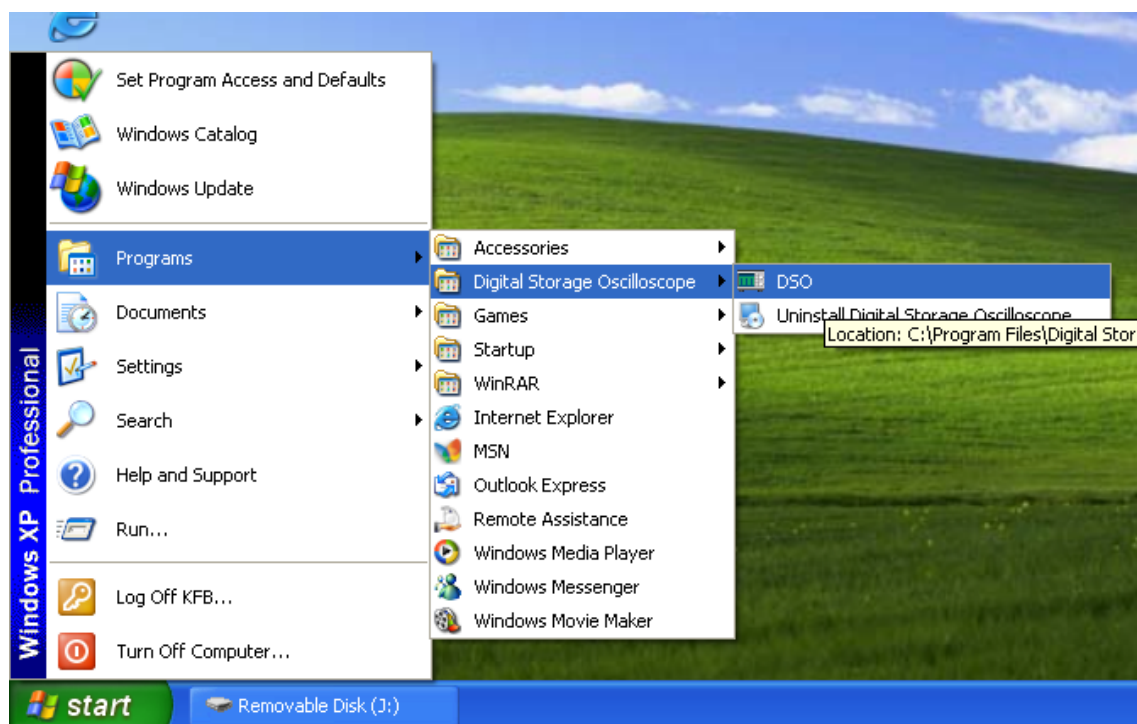 Set Program Access and Defaults
Windows Catalog
Windows Update
Programs
Documents
Settings
Search
Help and Support
Run...
Log Off KFB...
Turn Off Computer...
Windows XP Professional
Accessories
Digital Storage Oscilloscope
Games
Startup
WinRAR
Internet Explorer
MSN
Outlook Express
Remote Assistance
Windows Media Player
Windows Messenger
Windows Movie Maker
DSO
Uninstall Digital Storage Oscilloscope
Location: C:\Program Files\Digital Stor
start
Removable Disk (J:)